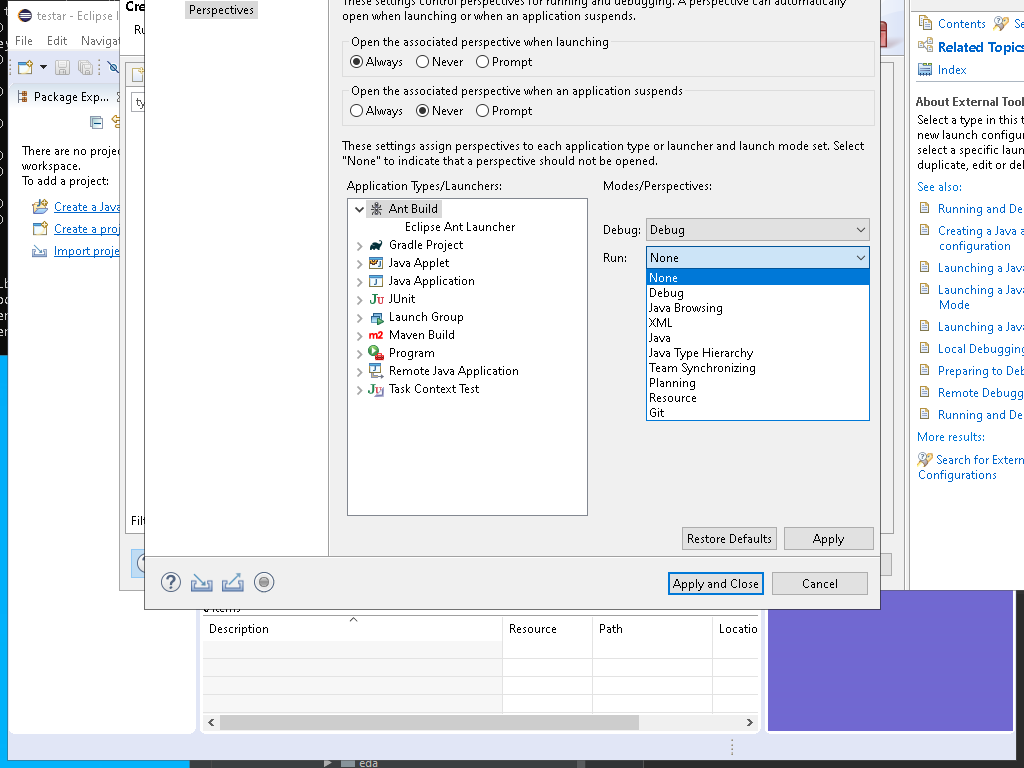 testar - Eclipse I
File Edit Navigat
Package Exp...
There are no proje
workspace.
To add a project:
Create a Java
Create a proj
Import proje
Cre
Ru
ty
Filt
Perspectives
These settings control perspectives for running and debugging. A perspective can automatically
open when launching or when an application suspends.
Open the associated perspective when launching
Always Never Prompt
Open the associated perspective when an application suspends
Always Never Prompt
These settings assign perspectives to each application type or launcher and launch mode set. Select
"None" to indicate that a perspective should not be opened.
Application Types/Launchers:
Ant Build
Eclipse Ant Launcher
Gradle Project
Java Applet
Java Application
JUnit
Launch Group
Maven Build
Program
Remote Java Application
Task Context Test
Modes/Perspectives:
Debug: Debug
Run: None
None
Debug
Java Browsing
XML
Java
Java Type Hierarchy
Team Synchronizing
Planning
Resource
Git
Restore Defaults Apply
Apply and Close Cancel
Contents Se
Related Topics
Index
About External Tool
Select a type in this t
new launch configur
select a specific laun
duplicate, edit or del
See also:
Running and De
Creating a Java a
configuration
Launching a Java
Launching a Java
Mode
Launching a Java
Local Debugging
Preparing to Deb
Remote Debugg
Running and De
More results:
Search for Extern
Configurations
Description Resource Path Locatio
eda